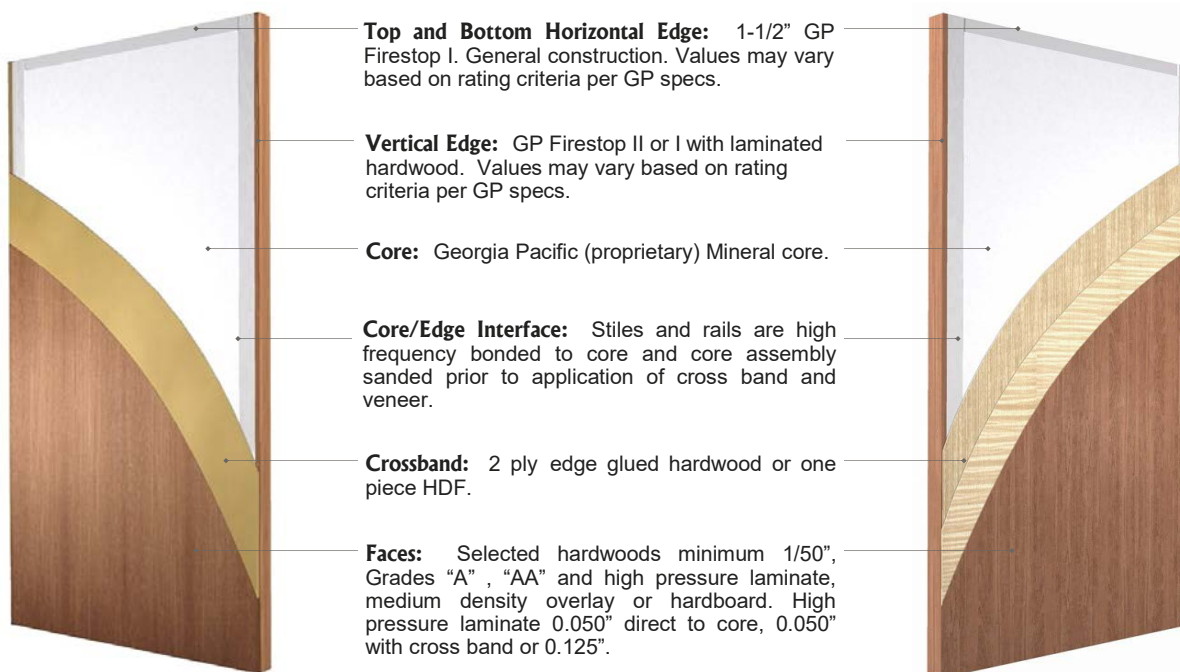 Top and Bottom Horizontal Edge: 1-1/2” GP
Firestop I. General construction. Values may vary
based on rating criteria per GP specs.
Vertical Edge: GP Firestop II or I with laminated
hardwood. Values may vary based on rating
criteria per GP specs.
Core: Georgia Pacific (proprietary) Mineral core.
Core/Edge Interface: Stiles and rails are high
frequency bonded to core and core assembly
sanded prior to application of cross band and
veneer.
Crossband: 2 ply edge glued hardwood or one
piece HDF.
Faces: Selected hardwoods minimum 1/50”,
Grades “A” , “AA” and high pressure laminate,
medium density overlay or hardboard. High
pressure laminate 0.050” direct to core, 0.050”
with cross band or 0.125”.